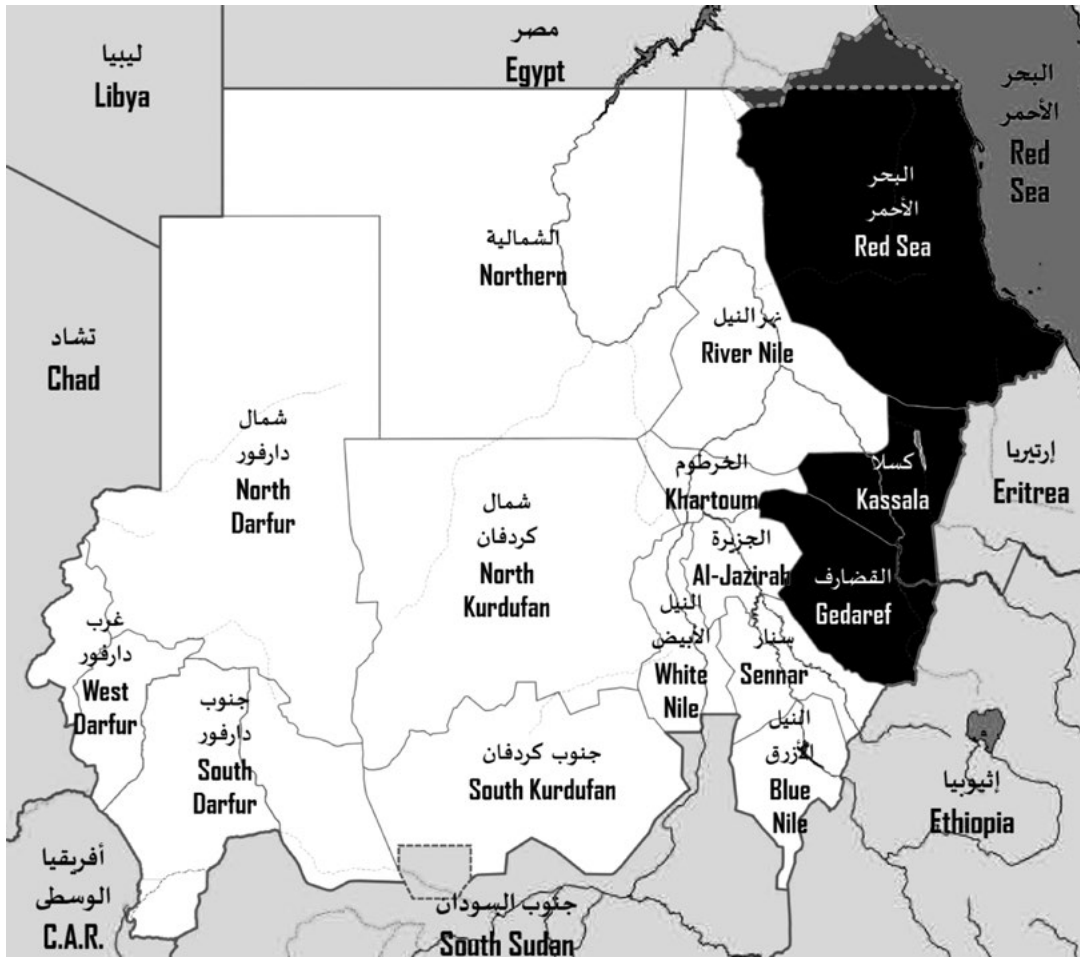 ليبيا
Libya
مصر
Egypt
البحر
الأحمر
Red
Sea
البحر
الأحمر
Red Sea
الشمالية
Northern
نهر النيل
River Nile
تشاد
Chad
شمال
دارفور
North
Darfur
شمال
كردفان
North
Kurdufan
الخرطوم
Khartoum
كسلا
Kassala
إرتيريا
Eritrea
الجزيرة
Al-Jazirah
القضارف
Gedaref
النيل
الأبيض
White
Nile
سنار
Sennar
غرب
دارفور
West
Darfur
جنوب
دارفور
South
Darfur
جنوب كردفان
South Kurdufan
النيل
الأزرق
Blue
Nile
إثيوبيا
Ethiopia
أفريقيا
الوسطى
C.A.R.
جنوب السودان
South Sudan